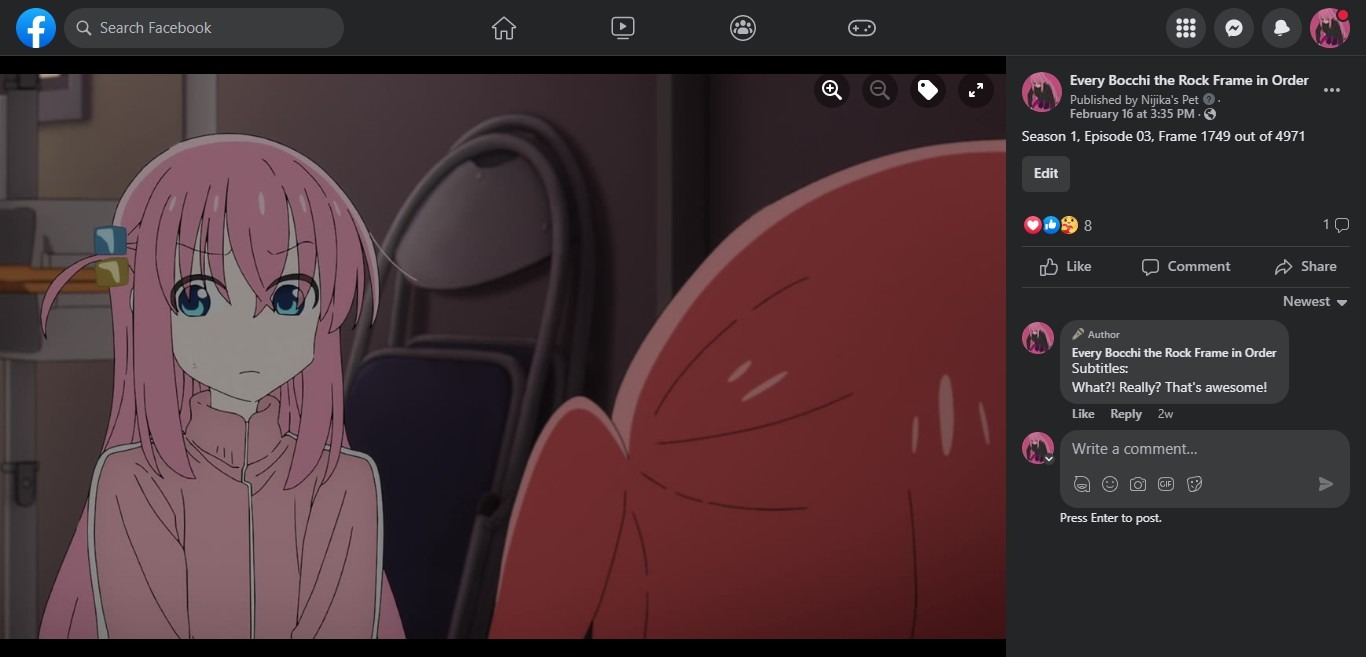 Search Facebook
Every Bocchi the Rock Frame in Order
Published by Nijika's Pet ·
February 16 at 3:35 PM ·
Season 1, Episode 03, Frame 1749 out of 4971
Edit
8
1
Like
Comment
Share
Newest
Author
Every Bocchi the Rock Frame in Order
Subtitles:
What?! Really? That's awesome!
Like Reply 2w
Write a comment...
GIF
Press Enter to post.